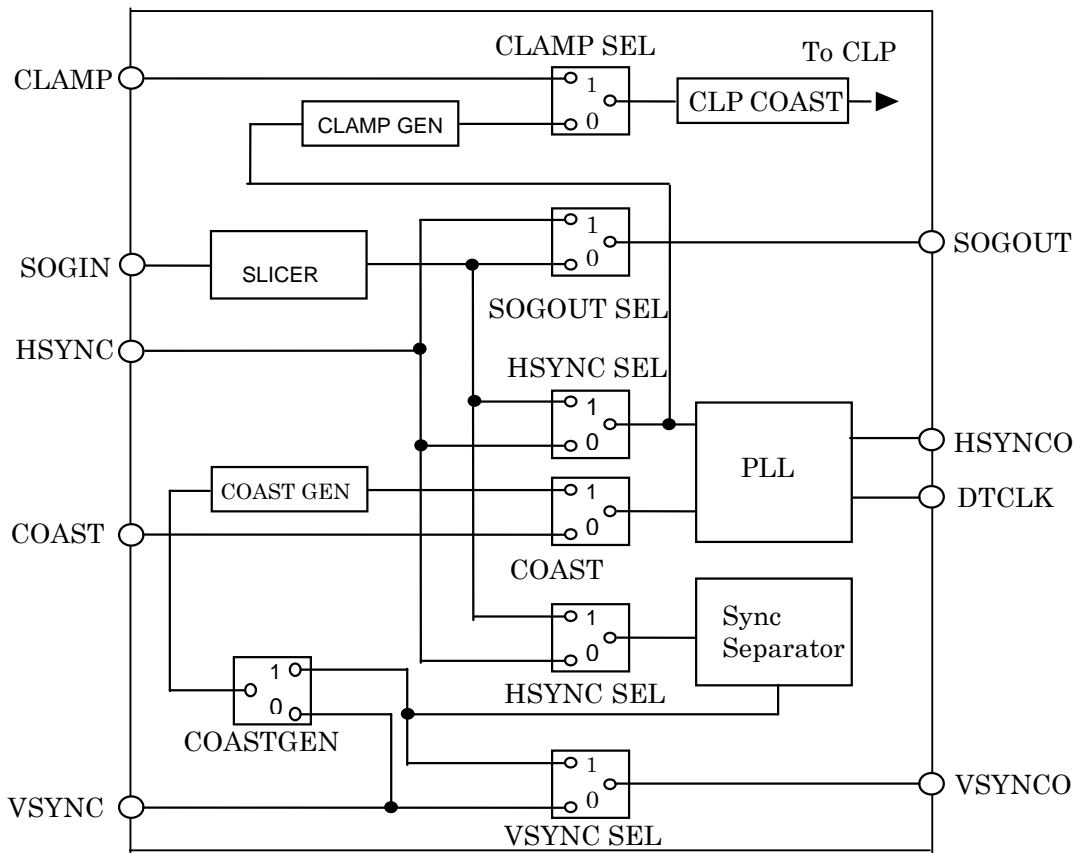 CLAMP SEL
To CLP
CLAMP
1
CLP COAST
CLAMP GEN
0
1
SOGOUT
SOGIN
SLICER
0
SOGOUT SEL
HSYNC
HSYNC SEL
1
0
HSYNCO
PLL
COAST GEN
1
DTCLK
COAST
0
COAST
1
Sync
Separator
0
1
HSYNC SEL
0
COASTGEN
1
VSYNCO
VSYNC
0
VSYNC SEL